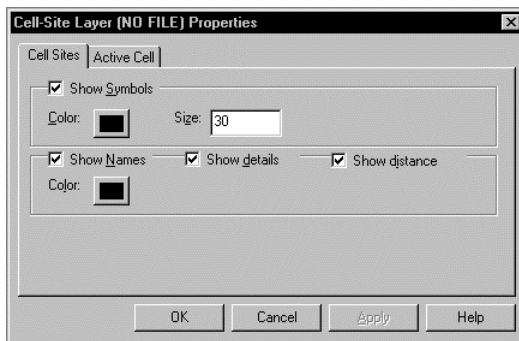 Cell-Site Layer (NO FILE) Properties
Cell Sites Active Cell
Show Symbols
Color: Size: 30
Show Names Show details Show distance
Color:
OK Cancel Apply Help